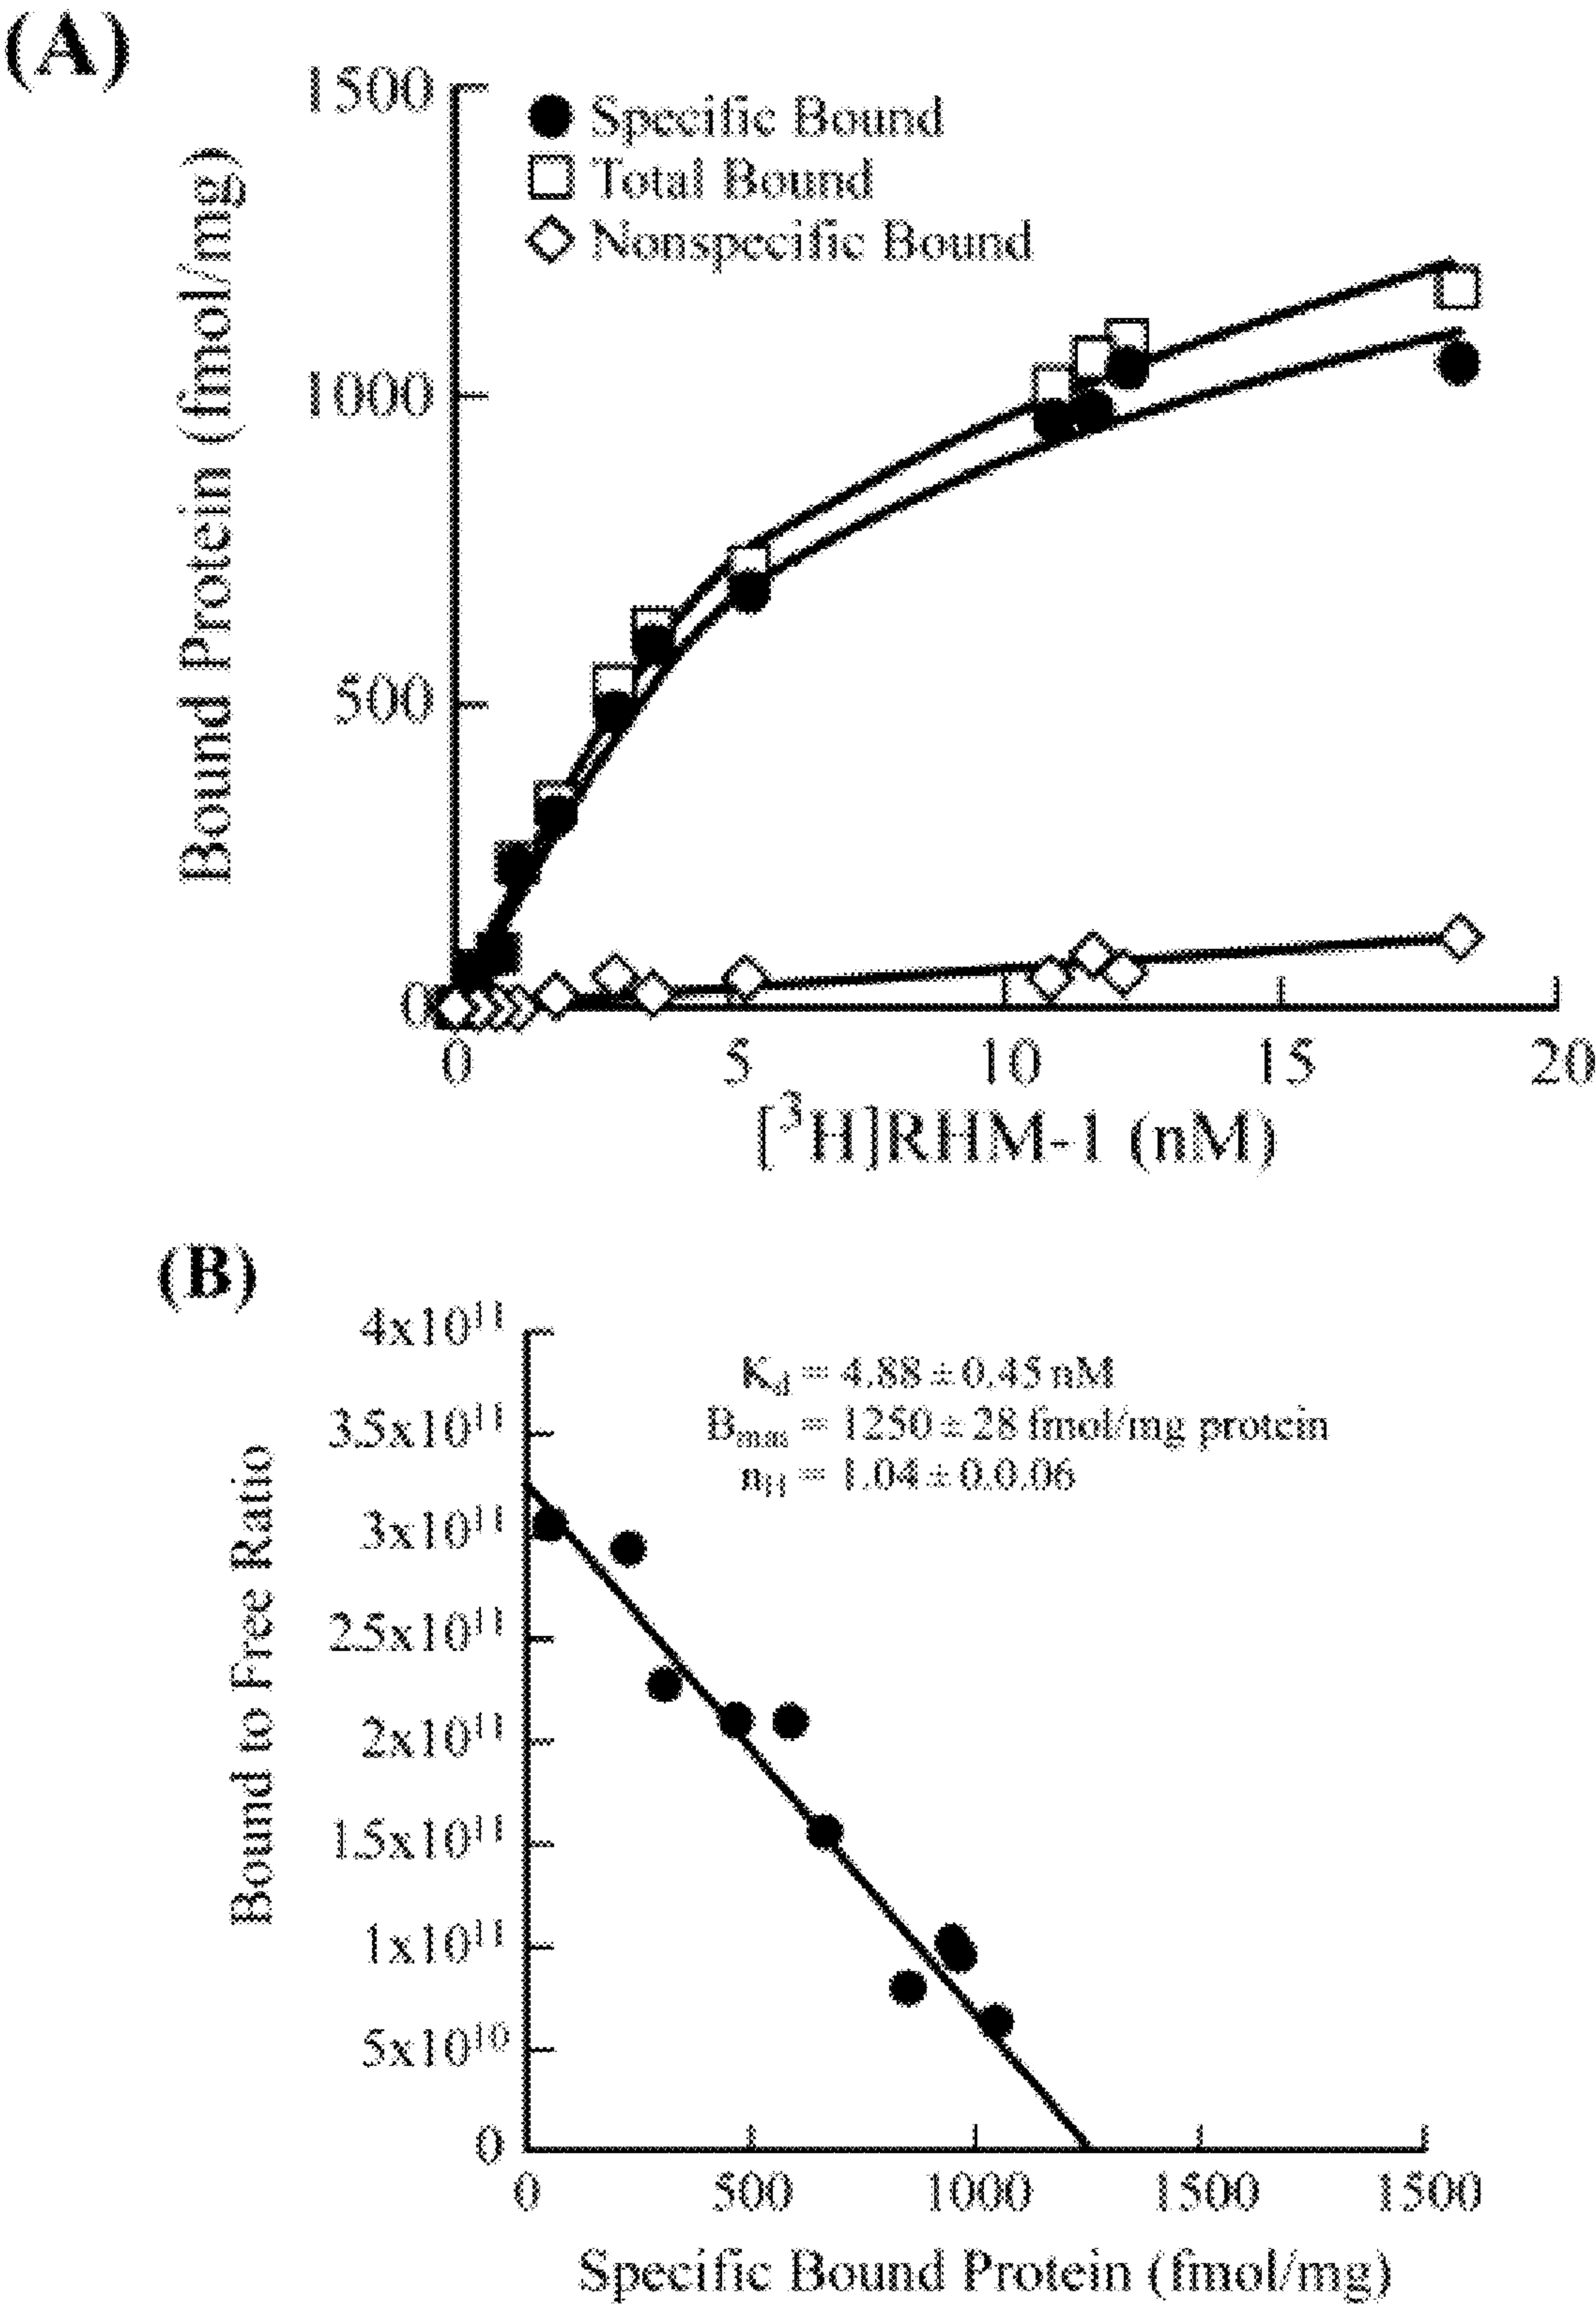 (A)
1500
1000
500
0
Bound Protein (fmol/mg)
Specific Bound
Total Bound
Nonspecific Bound
0 5 10 15 20
[³H]RHM-1 (nM)
(B)
4x10¹¹
3.5x10¹¹
3x10¹¹
2.5x10¹¹
2x10¹¹
1.5x10¹¹
1x10¹¹
5x10¹⁰
0
Bound to Free Ratio
K_d = 4.88 ± 0.45 nM
= 1250 ± 28 fmol/mg protein
n_H = 1.04 ± 0.0.06
0 500 1000 1500 1500
Specific Bound Protein (fmol/mg)